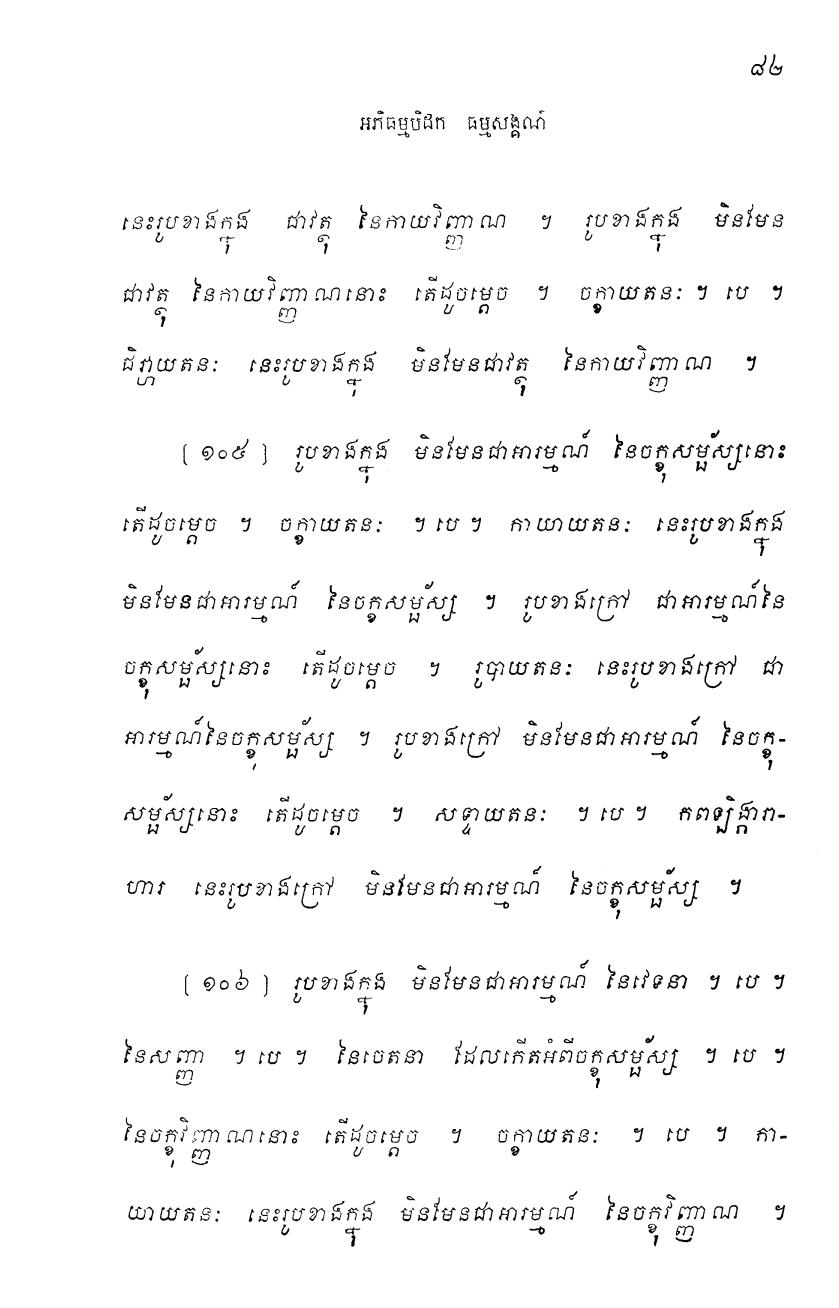 ៨២
អភិធម្មបិដក ធម្មសង្គណី
នេះរូបខាងក្នុង ជាវត្ថុ នៃកាយវិញ្ញាណ ។ រូបខាងក្នុង មិនមែន
ជាវត្ថុ នៃកាយវិញ្ញាណនោះ តើដូចម្តេច ។ ចក្ខាយតនៈ ។ បេ ។
ជិវ្ហាយតនៈ នេះរូបខាងក្នុង មិនមែនជាវត្ថុ នៃកាយវិញ្ញាណ ។
[ ១០៥ ] រូបខាងក្នុង មិនមែនជាអារម្មណ៍ នៃចក្ខុសម្ផ័ស្សនោះ
តើដូចម្តេច ។ ចក្ខាយតនៈ ។ បេ ។ កាយាយតនៈ នេះរូបខាងក្នុង
មិនមែនជាអារម្មណ៍ នៃចក្ខុសម្ផ័ស្ស ។ រូបខាងក្រៅ ជាអារម្មណ៍នៃ
ចក្ខុសម្ផ័ស្សនោះ តើដូចម្តេច ។ រូបាយតនៈ នេះរូបខាងក្រៅ ជា
អារម្មណ៍នៃចក្ខុសម្ផ័ស្ស ។ រូបខាងក្រៅ មិនមែនជាអារម្មណ៍ នៃចក្ខុ-
សម្ផ័ស្សនោះ តើដូចម្តេច ។ សទ្ទាយតនៈ ។ បេ ។ កពឡិង្ការា-
ហារ នេះរូបខាងក្រៅ មិនមែនជាអារម្មណ៍ នៃចក្ខុសម្ផ័ស្ស ។
[ ១០៦ ] រូបខាងក្នុង មិនមែនជាអារម្មណ៍ នៃវេទនា ។ បេ ។
នៃសញ្ញា ។ បេ ។ នៃចេតនា ដែលកើតអំពីចក្ខុសម្ផ័ស្ស ។ បេ ។
នៃចក្ខុវិញ្ញាណនោះ តើដូចម្តេច ។ ចក្ខាយតនៈ ។ បេ ។ កា-
យាយតនៈ នេះរូបខាងក្នុង មិនមែនជាអារម្មណ៍ នៃចក្ខុវិញ្ញាណ ។